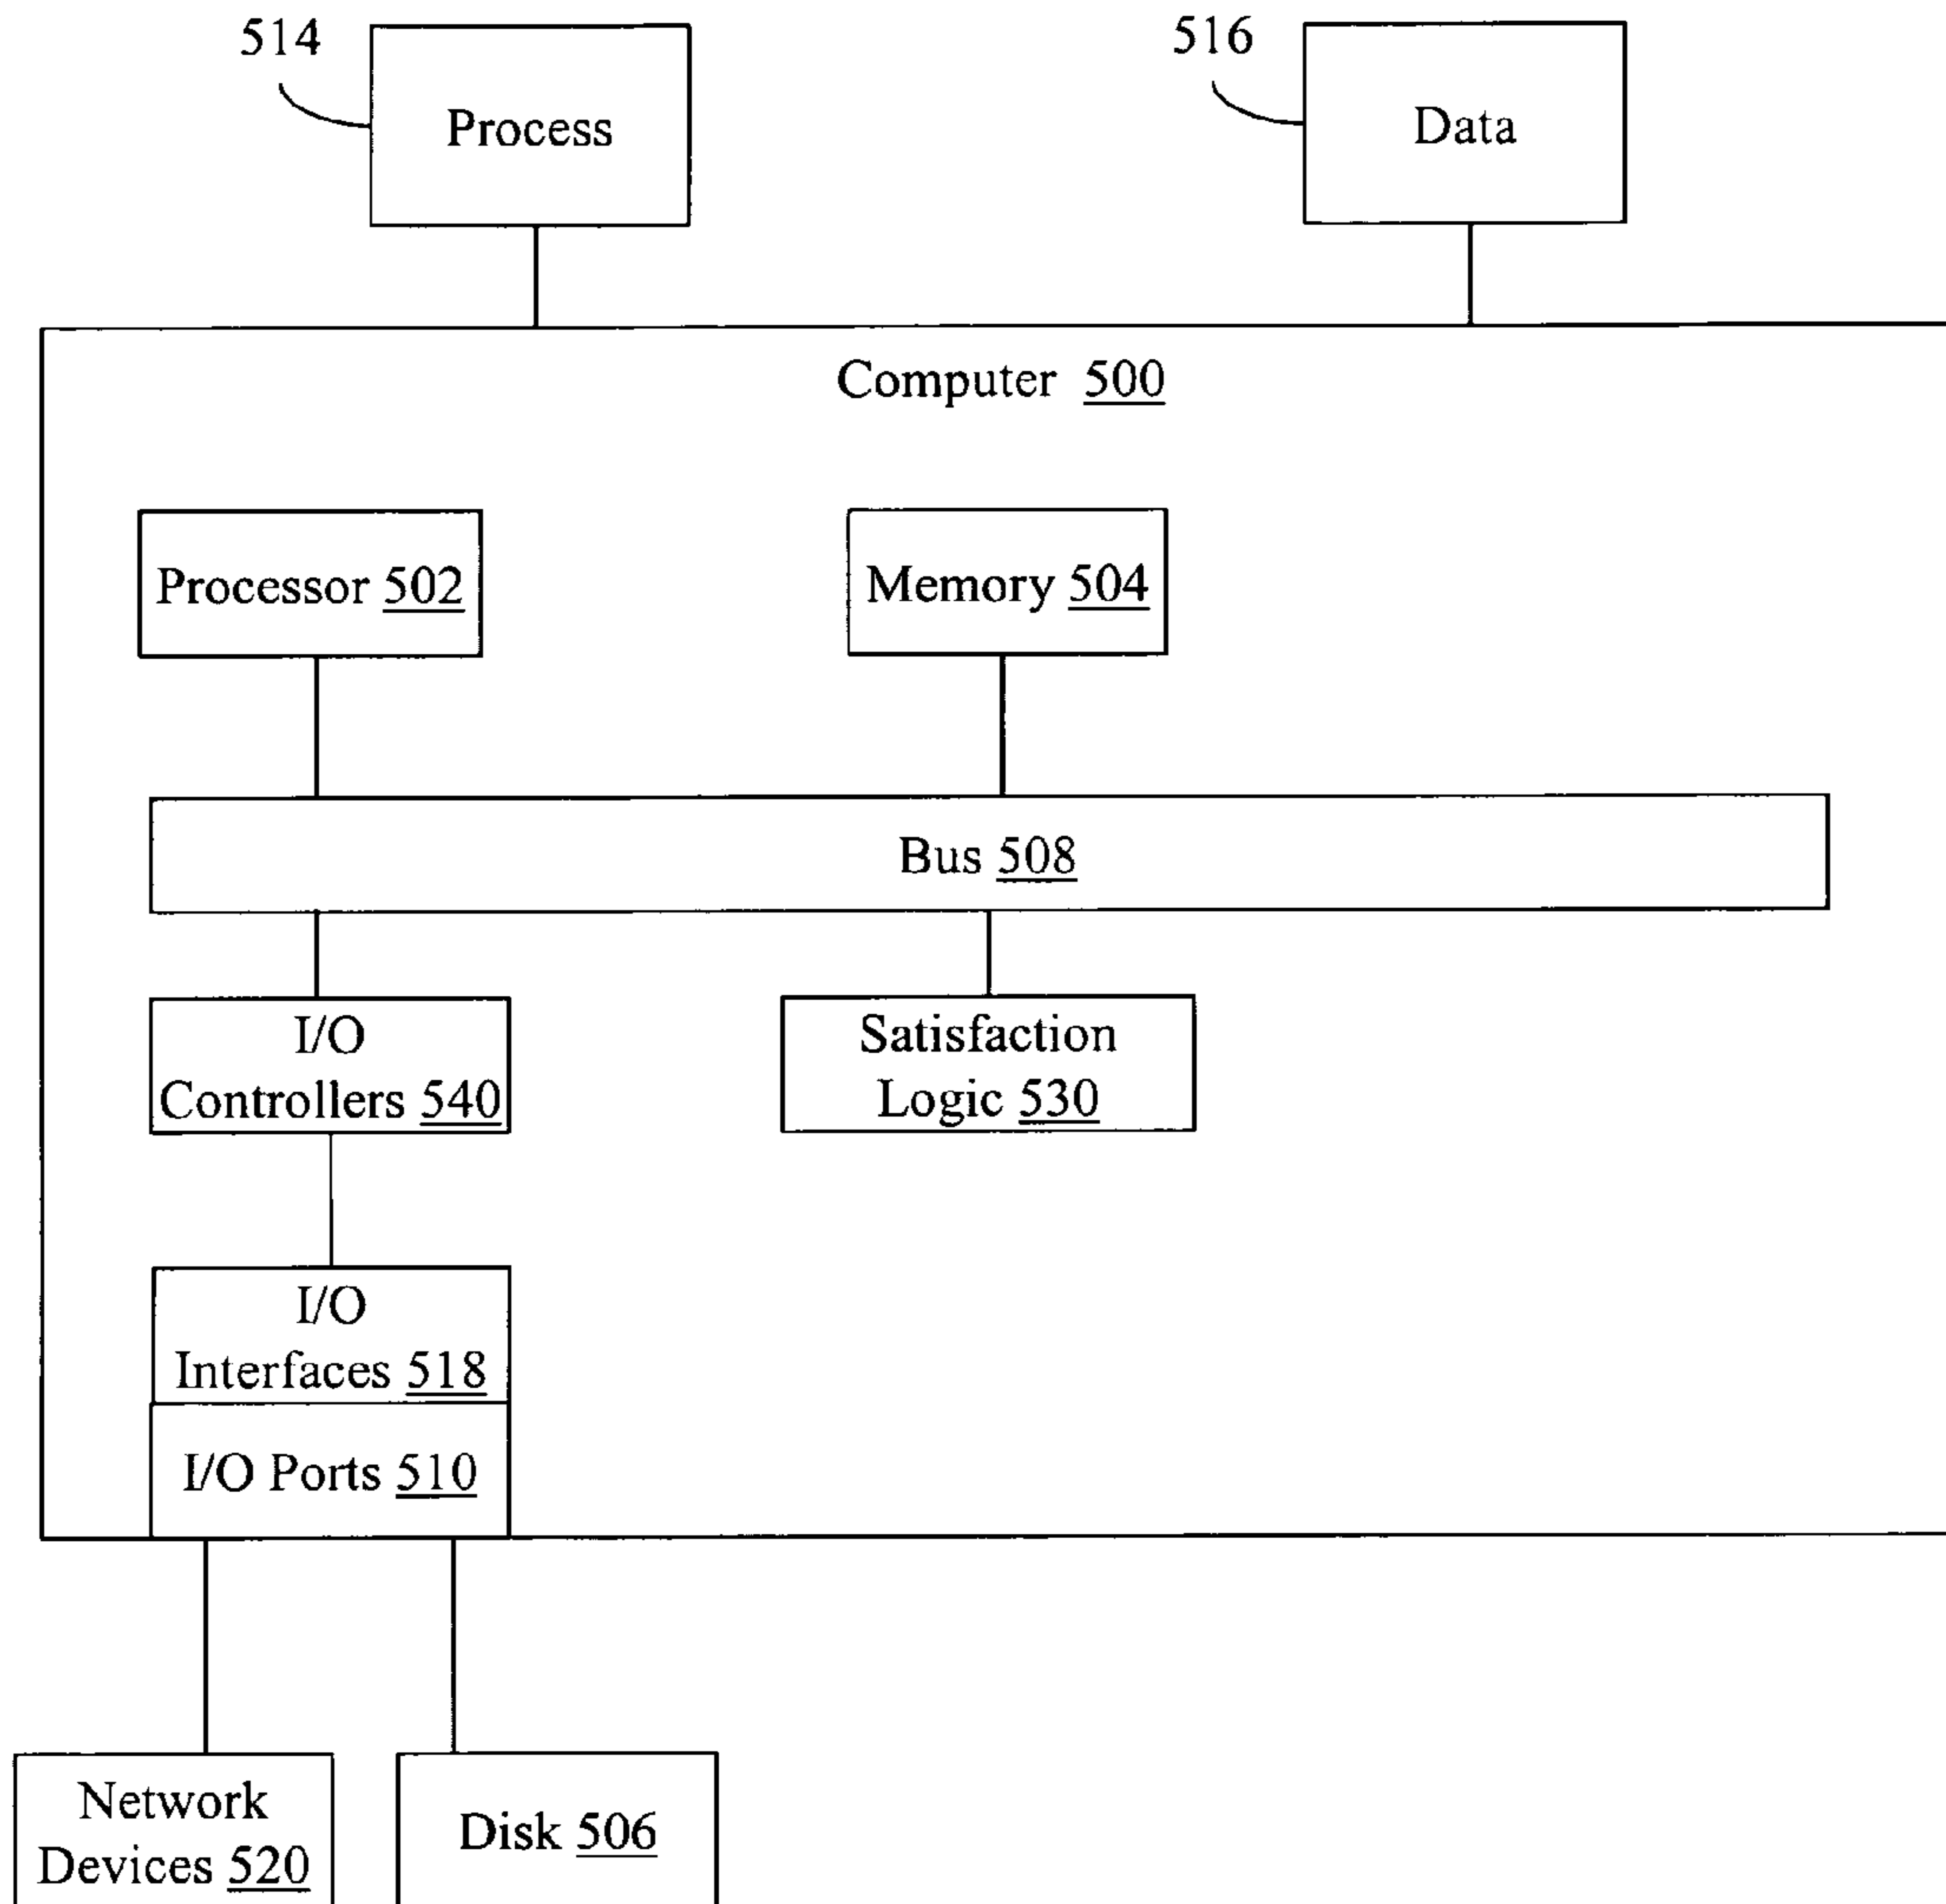 514
516
Process
Data
Computer 500
Processor 502
Memory 504
Bus 508
I/O
Controllers 540
Satisfaction
Logic 530
I/O
Interfaces 518
I/O Ports 510
Network
Devices 520
Disk 506